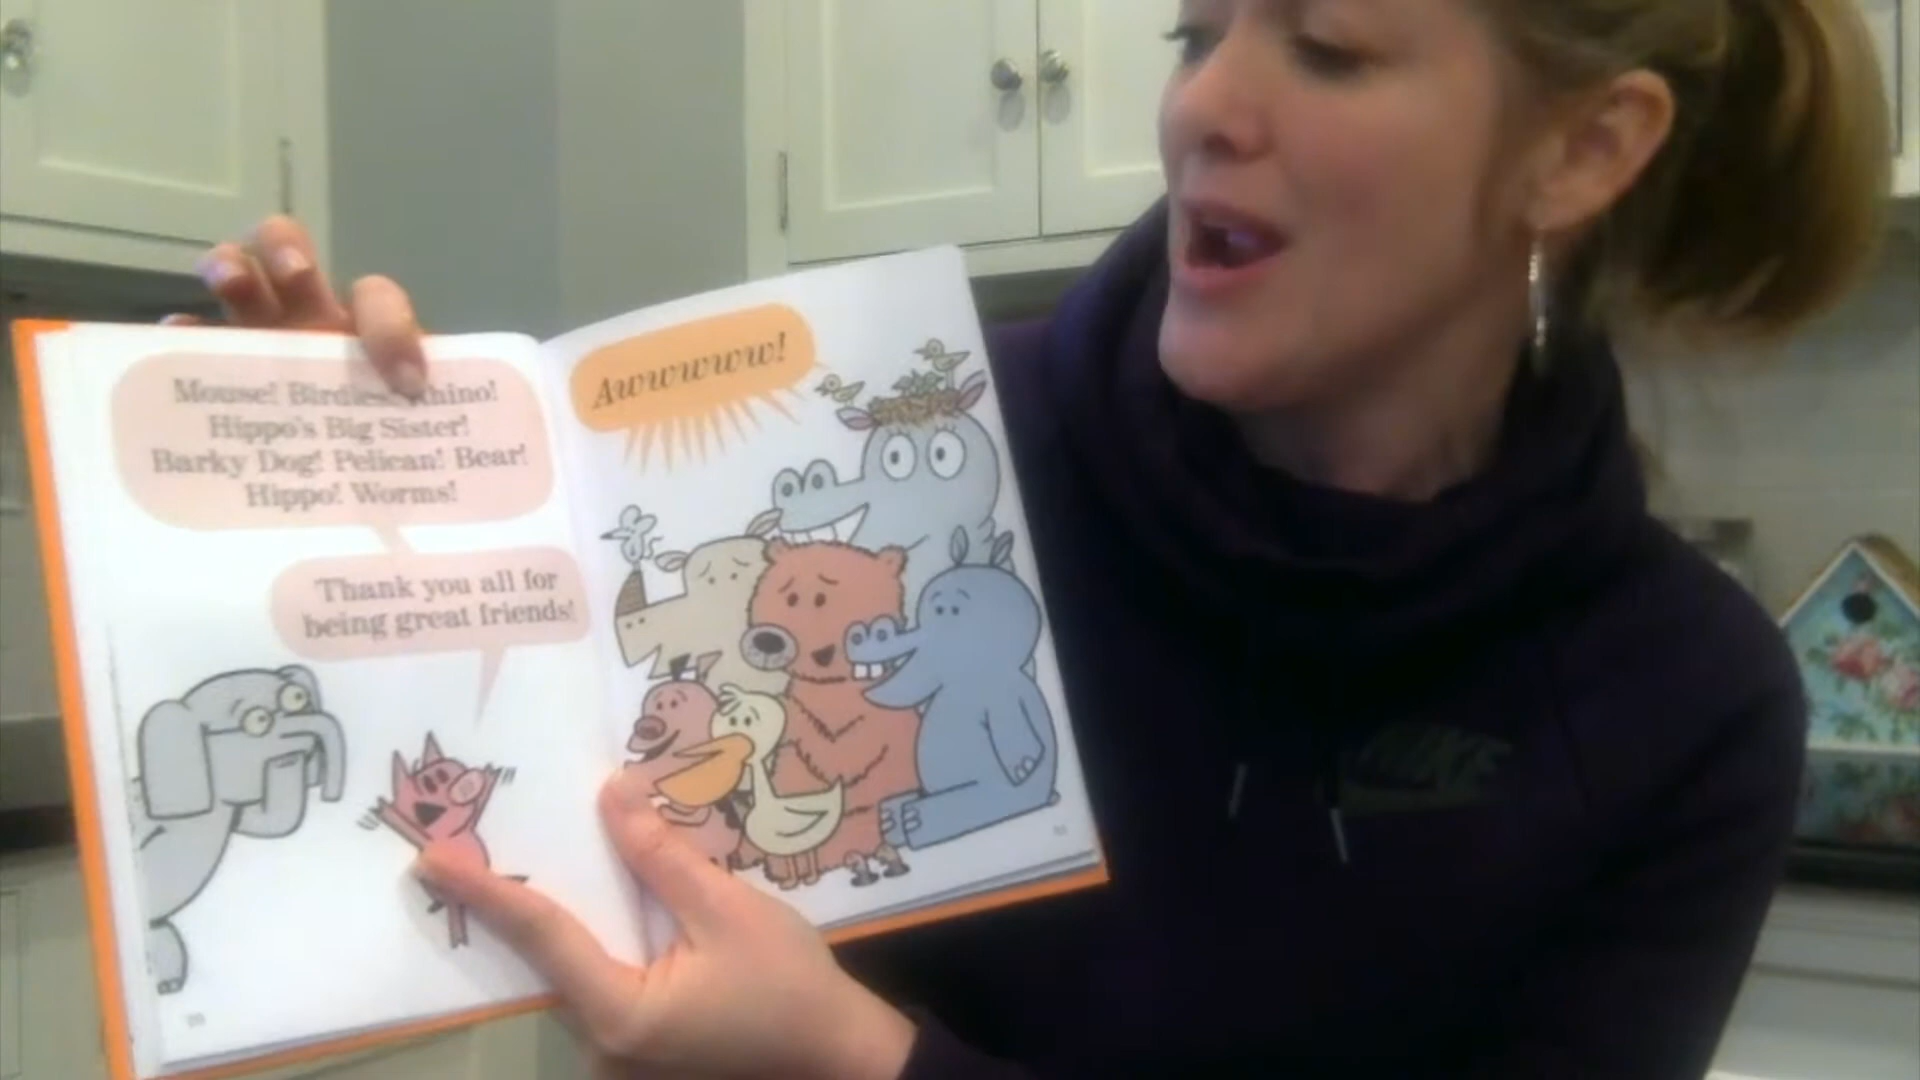 Mouse! Birdies! Rhino!
Hippo's Big Sister!
Barky Dog! Pelican! Bear!
Hippo! Worms!
Thank you all for
being great friends!
Awwwww!
NIKE